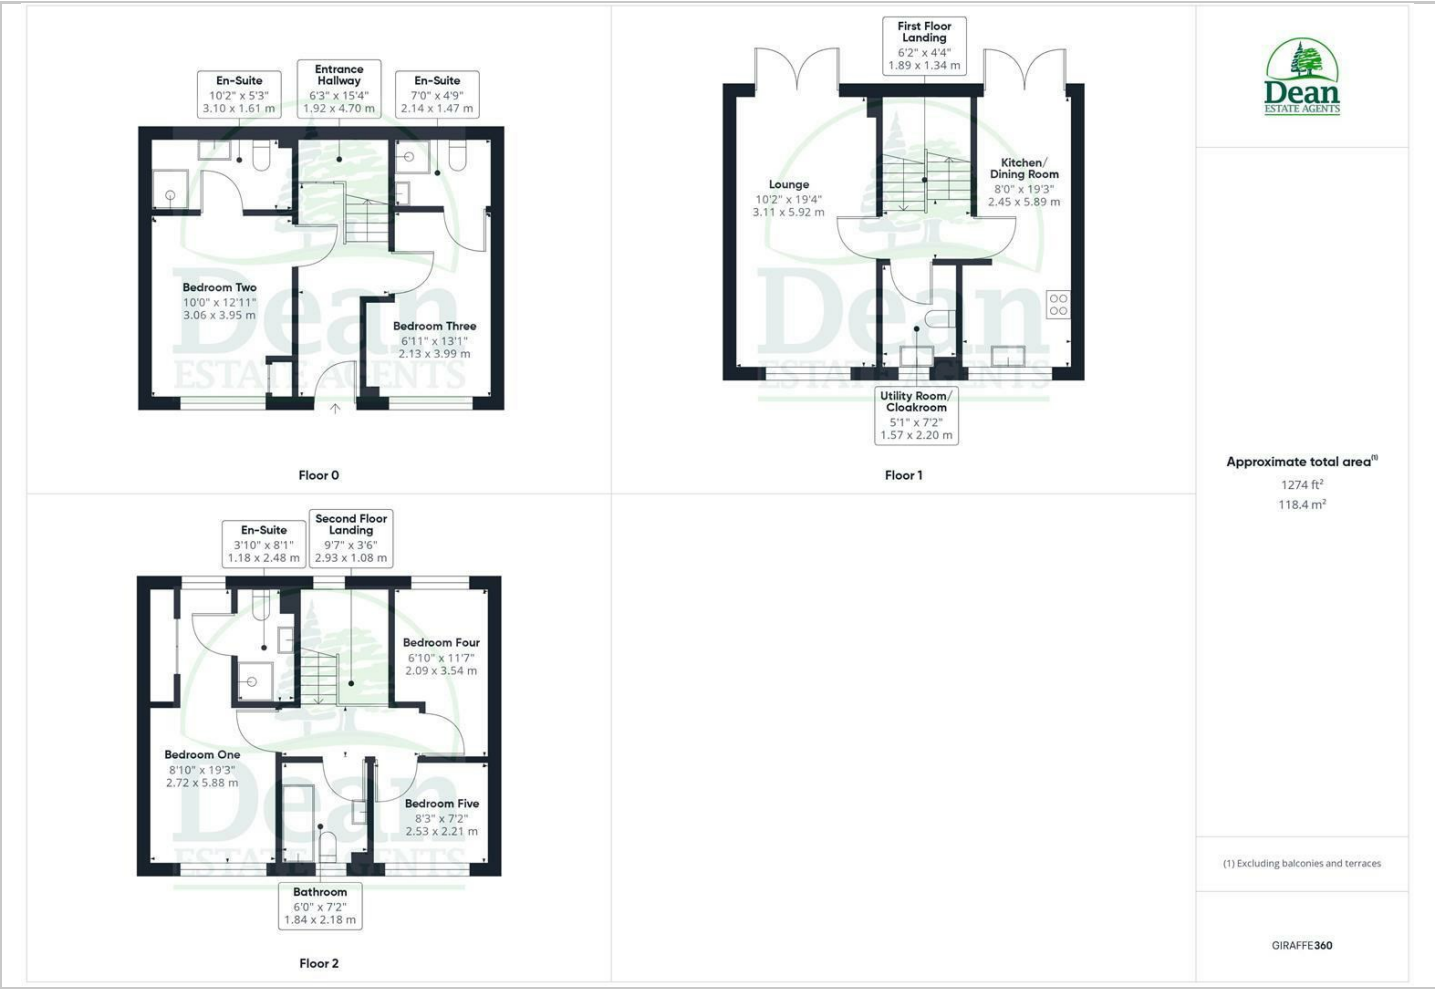 En-Suite
10'2" x 5'3"
3.10 x 1.61 m
Entrance
Hallway
6'3" x 15'4"
1.92 x 4.70 m
En-Suite
7'0" x 4'9"
2.14 x 1.47 m
Bedroom Two
10'0" x 12'11"
3.06 x 3.95 m
Bedroom Three
6'11" x 13'1"
2.13 x 3.99 m
Dean
ESTATE AGENTS
Floor 0
First Floor
Landing
6'2" x 4'4"
1.89 x 1.34 m
Lounge
10'2" x 19'4"
3.11 x 5.92 m
Kitchen/
Dining Room
8'0" x 19'3"
2.45 x 5.89 m
Dean
ESTATE AGENTS
Utility Room/
Cloakroom
5'1" x 7'2"
1.57 x 2.20 m
Floor 1
En-Suite
3'10" x 8'1"
1.18 x 2.48 m
Second Floor
Landing
9'7" x 3'6"
2.93 x 1.08 m
Bedroom Four
6'10" x 11'7"
2.09 x 3.54 m
Bedroom One
8'10" x 19'3"
2.72 x 5.88 m
Bedroom Five
8'3" x 7'2"
2.53 x 2.21 m
Dean
ESTATE AGENTS
Bathroom
6'0" x 7'2"
1.84 x 2.18 m
Floor 2
Dean
ESTATE AGENTS
Approximate total area(1)
1274 ft²
118.4 m²
(1) Excluding balconies and terraces
GIRAFFE360